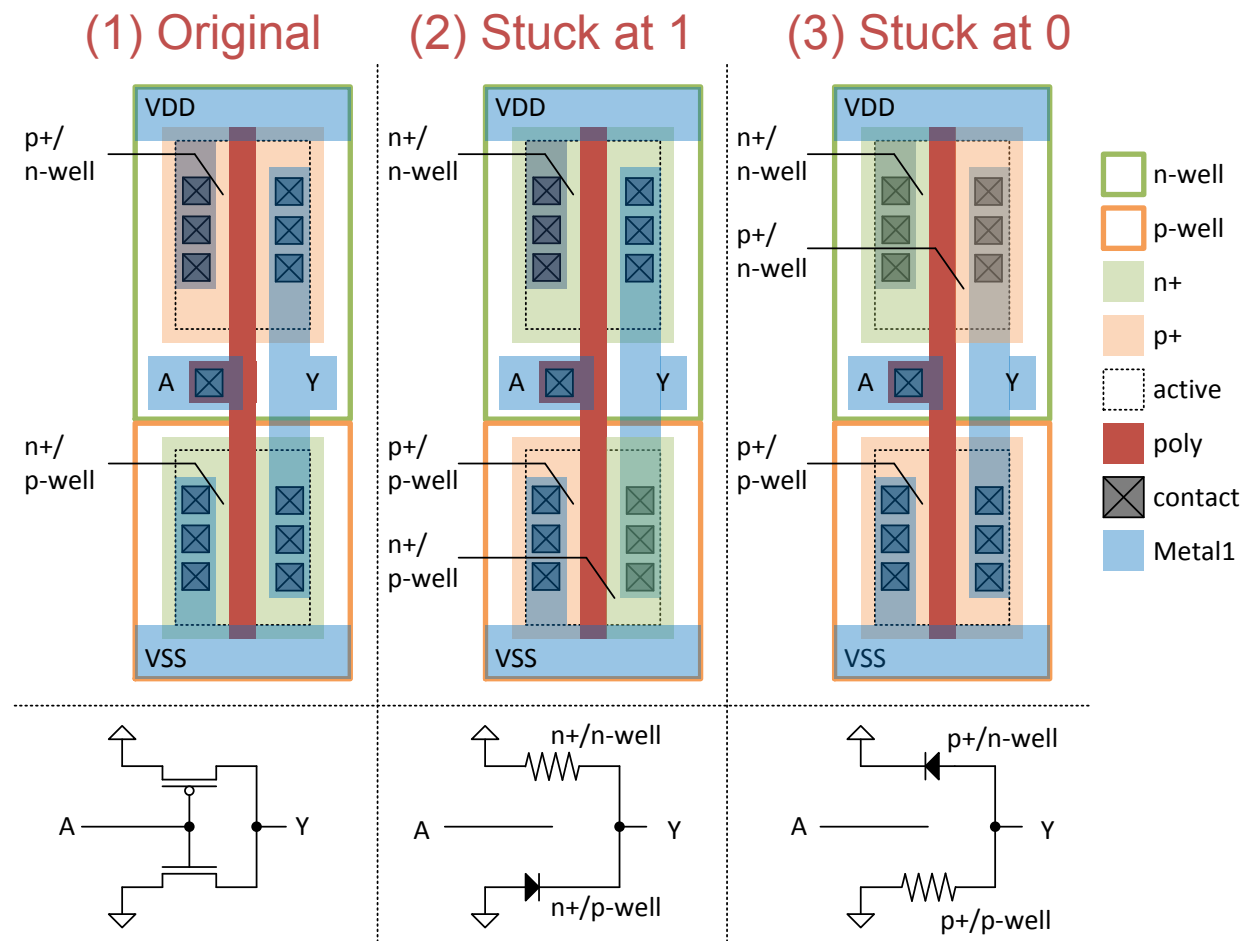 (1) Original
(2) Stuck at 1
(3) Stuck at 0
VDD
p+/
n-well
A
Y
n+/
p-well
VSS
VDD
n+/
n-well
A
Y
p+/
p-well
n+/
p-well
VSS
VDD
n+/
n-well
p+/
n-well
A
Y
p+/
p-well
VSS
n-well
p-well
n+
p+
active
poly
contact
Metal1
A
Y
n+/n-well
A
Y
n+/p-well
p+/n-well
A
Y
p+/p-well